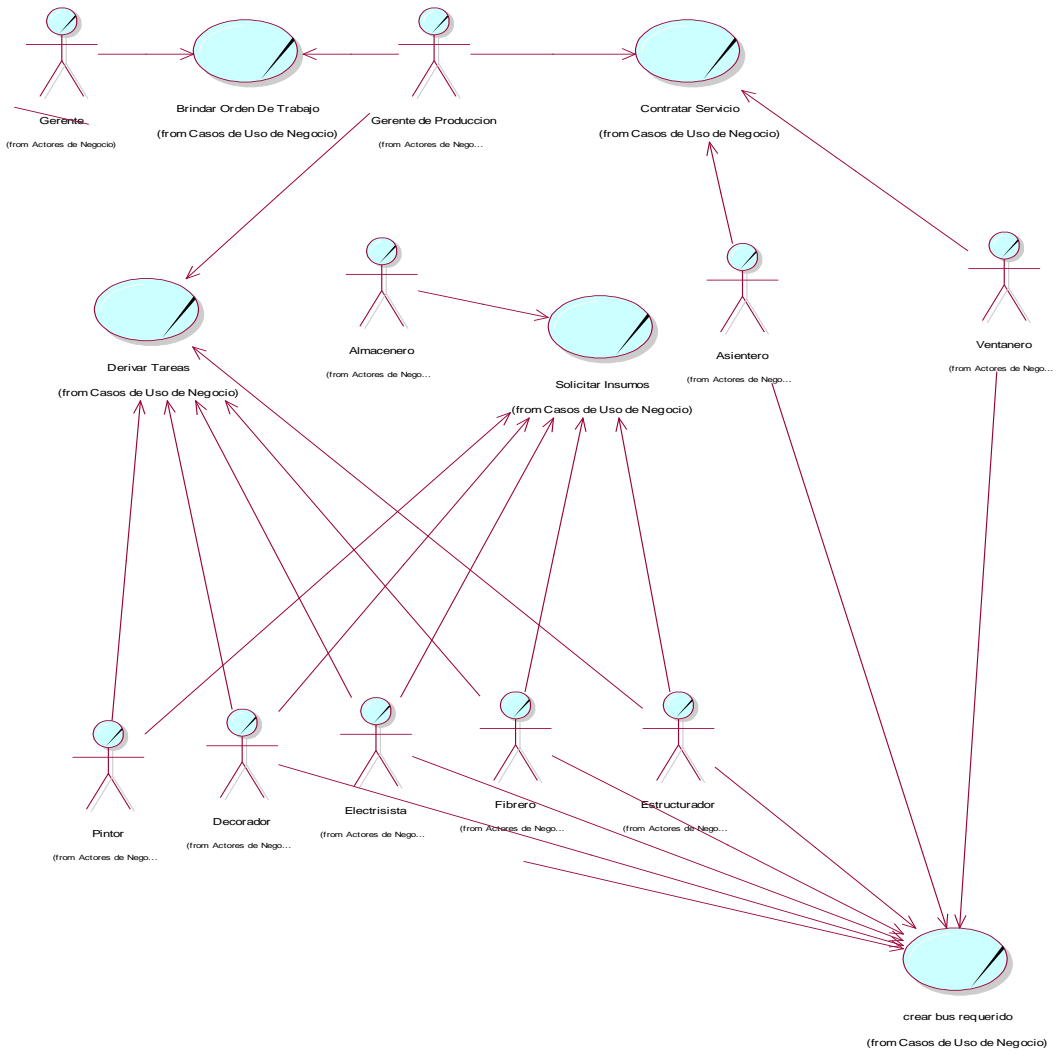 Brindar Orden De Trabajo
(from Casos de Uso de Negocio)
Gerente
(from Actores de Negocio)
Gerente de Produccion
(from Actores de Nego...
Contratar Servicio
(from Casos de Uso de Negocio)
Almacenero
(from Actores de Nego...
Asientero
(from Actores de Nego...
Ventanero
(from Actores de Nego...
Derivar Tareas
(from Casos de Uso de Negocio)
Solicitar Insumos
(from Casos de Uso de Negocio)
Pintor
(from Actores de Nego...
Decorador
(from Actores de Nego...
Electrisista
(from Actores de Nego...
Fibrero
(from Actores de Nego...
Estructurador
(from Actores de Nego...
crear bus requerido
(from Casos de Uso de Negocio)